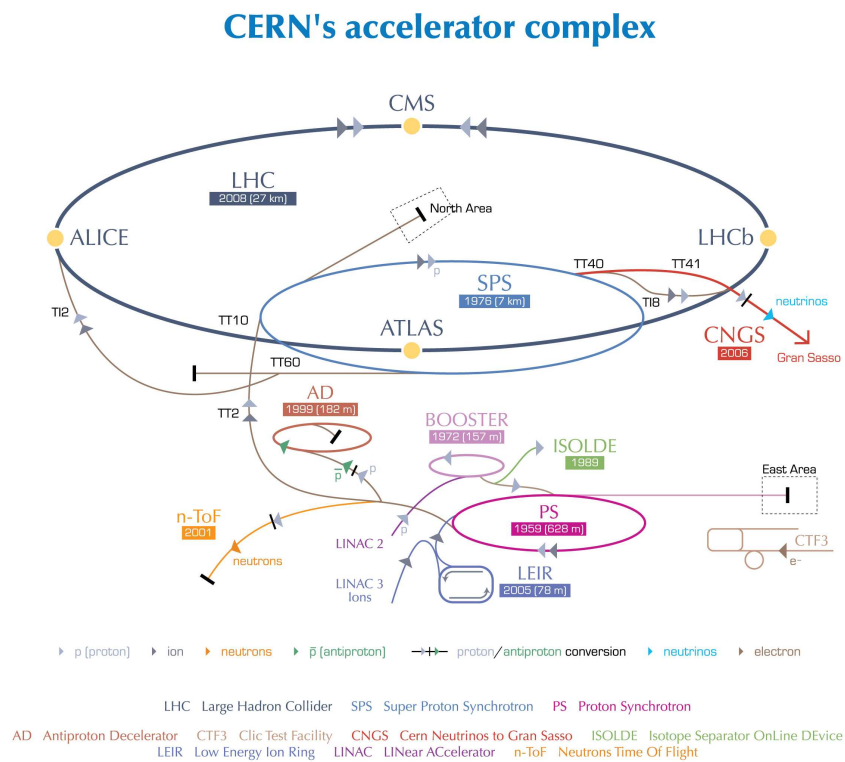 CERN's accelerator complex
CMS
LHC
2008 (27 km)
North Area
ALICE
LHCb
TT40
TT41
SPS
1976 (7 km)
p
TI2
TT10
TI8
neutrinos
ATLAS
CNGS
2006
Gran Sasso
TT60
AD
1999 (182 m)
TT2
BOOSTER
1972 (157 m)
ISOLDE
1989
p̅
p
East Area
n-ToF
2001
PS
1959 (628 m)
p
LINAC 2
neutrons
CTF3
e-
LEIR
2005 (78 m)
LINAC 3
Ions
p (proton) ion neutrons p̅ (antiproton) proton/antiproton conversion neutrinos electron
LHC Large Hadron Collider SPS Super Proton Synchrotron PS Proton Synchrotron
AD Antiproton Decelerator CTF3 Clic Test Facility CNGS Cern Neutrinos to Gran Sasso ISOLDE Isotope Separator OnLine DEvice
LEIR Low Energy Ion Ring LINAC LINear ACcelerator n-ToF Neutrons Time Of Flight